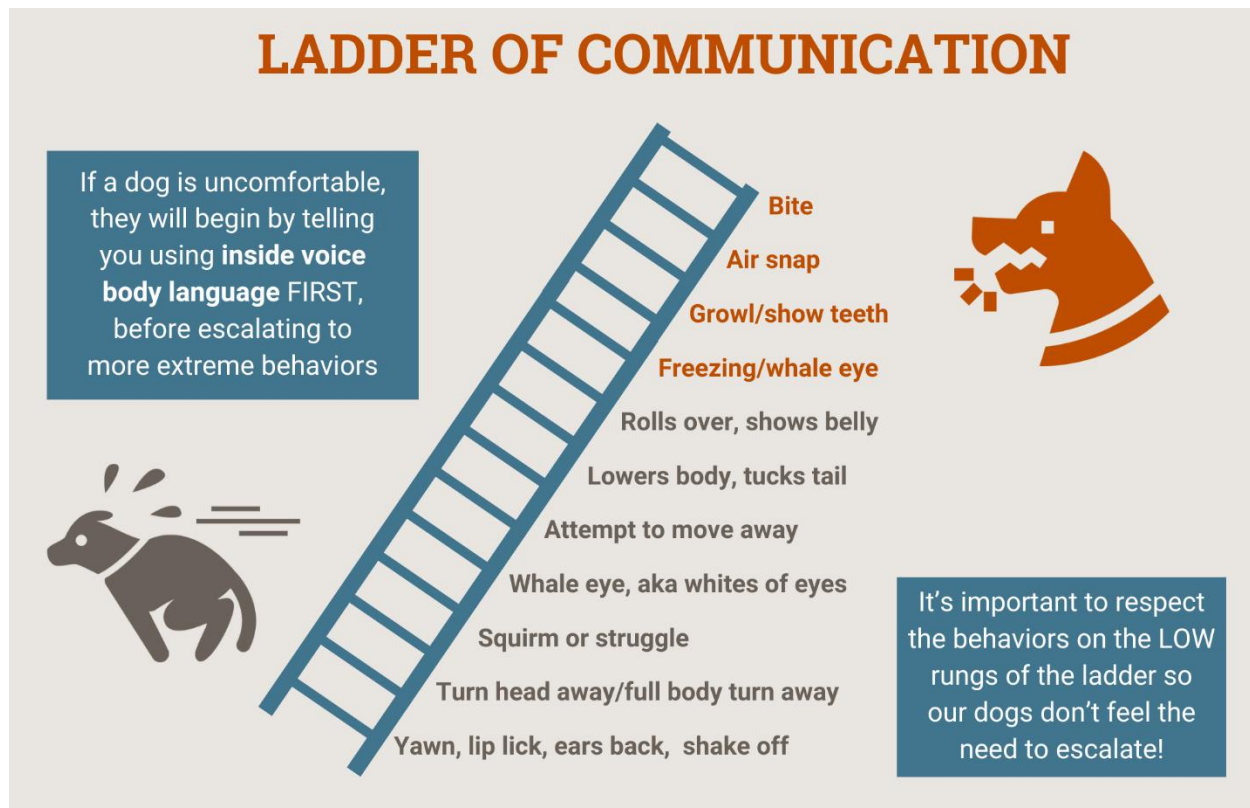 LADDER OF COMMUNICATION
If a dog is uncomfortable,
they will begin by telling
you using inside voice
body language FIRST,
before escalating to
more extreme behaviors
Bite
Air snap
Growl/show teeth
Freezing/whale eye
Rolls over, shows belly
Lowers body, tucks tail
Attempt to move away
Whale eye, aka whites of eyes
Squirm or struggle
Turn head away/full body turn away
Yawn, lip lick, ears back, shake off
It's important to respect
the behaviors on the LOW
rungs of the ladder so
our dogs don't feel the
need to escalate!